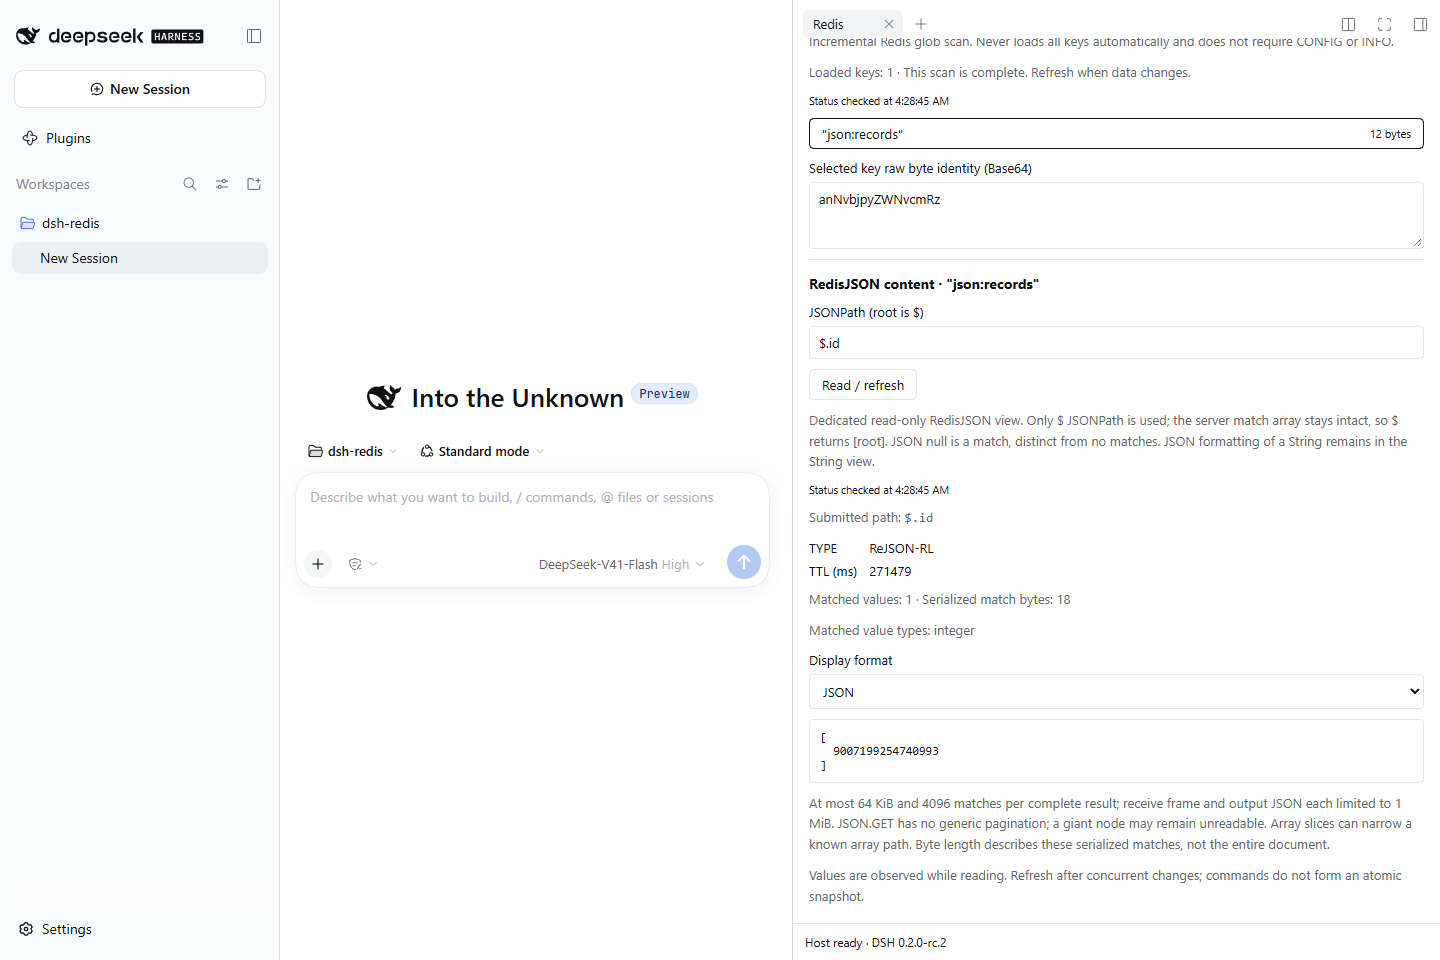 deepseek HARNESS
New Session
Plugins
Workspaces
dsh-redis
New Session
Settings
Into the Unknown Preview
dsh-redis Standard mode
Describe what you want to build, / commands, @ files or sessions
DeepSeek-V41-Flash High
Redis
Incremental Redis glob scan. Never loads all keys automatically and does not require CONFIG or INFO.
Loaded keys: 1 · This scan is complete. Refresh when data changes.
Status checked at 4:28:45 AM
"json:records" 12 bytes
Selected key raw byte identity (Base64)
anNvbjpyZWNvcmRz
RedisJSON content · "json:records"
JSONPath (root is $)
$.id
Read / refresh
Dedicated read-only RedisJSON view. Only $ JSONPath is used; the server match array stays intact, so $
returns [root]. JSON null is a match, distinct from no matches. JSON formatting of a String remains in the
String view.
Status checked at 4:28:45 AM
Submitted path: $.id
TYPE ReJSON-RL
TTL (ms) 271479
Matched values: 1 · Serialized match bytes: 18
Matched value types: integer
Display format
JSON
[
9007199254740993
]
At most 64 KiB and 4096 matches per complete result; receive frame and output JSON each limited to 1
MiB. JSON.GET has no generic pagination; a giant node may remain unreadable. Array slices can narrow a
known array path. Byte length describes these serialized matches, not the entire document.
Values are observed while reading. Refresh after concurrent changes; commands do not form an atomic
snapshot.
Host ready · DSH 0.2.0-rc.2